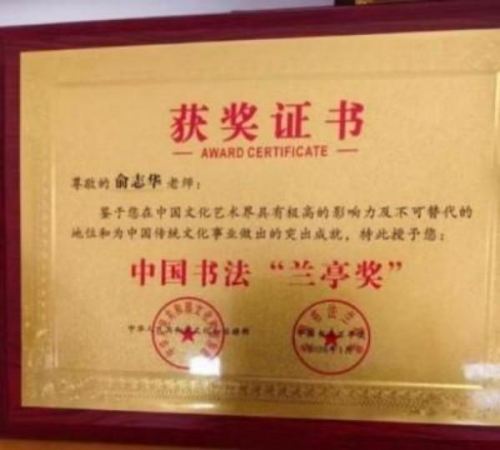 获奖证书
AWARD CERTIFICATE
尊敬的 俞志华 老师：
鉴于您在中国文化艺术界具有极高的影响力及不可替代的
地位和为中国传统文化事业做出的突出成就，特此授予您：
中国书法“兰亭奖”